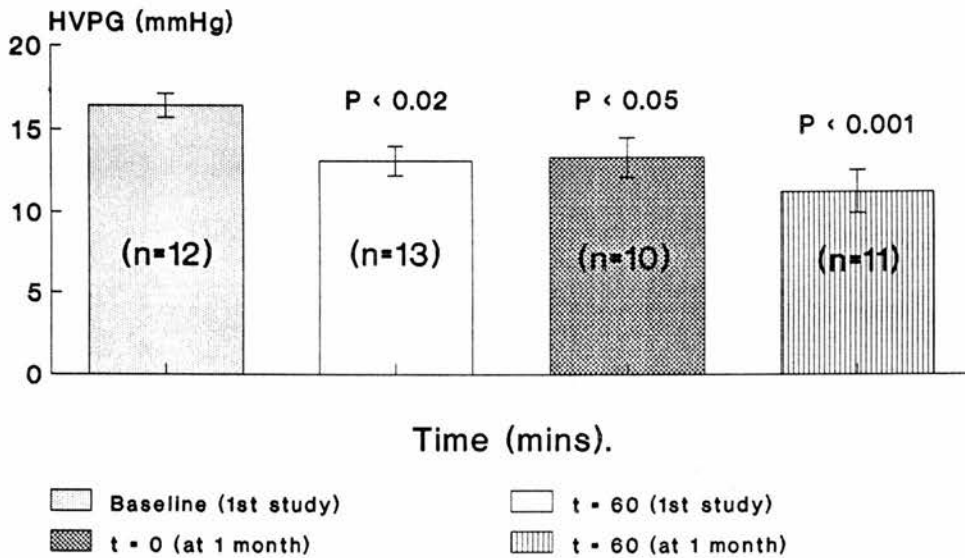 HVPG (mmHg)
20
15
10
5
0
P < 0.02
P < 0.05
P < 0.001
(n=12)
(n=13)
(n=10)
(n=11)
Time (mins).
Baseline (1st study)
t - 60 (1st study)
t - 0 (at 1 month)
t - 60 (at 1 month)